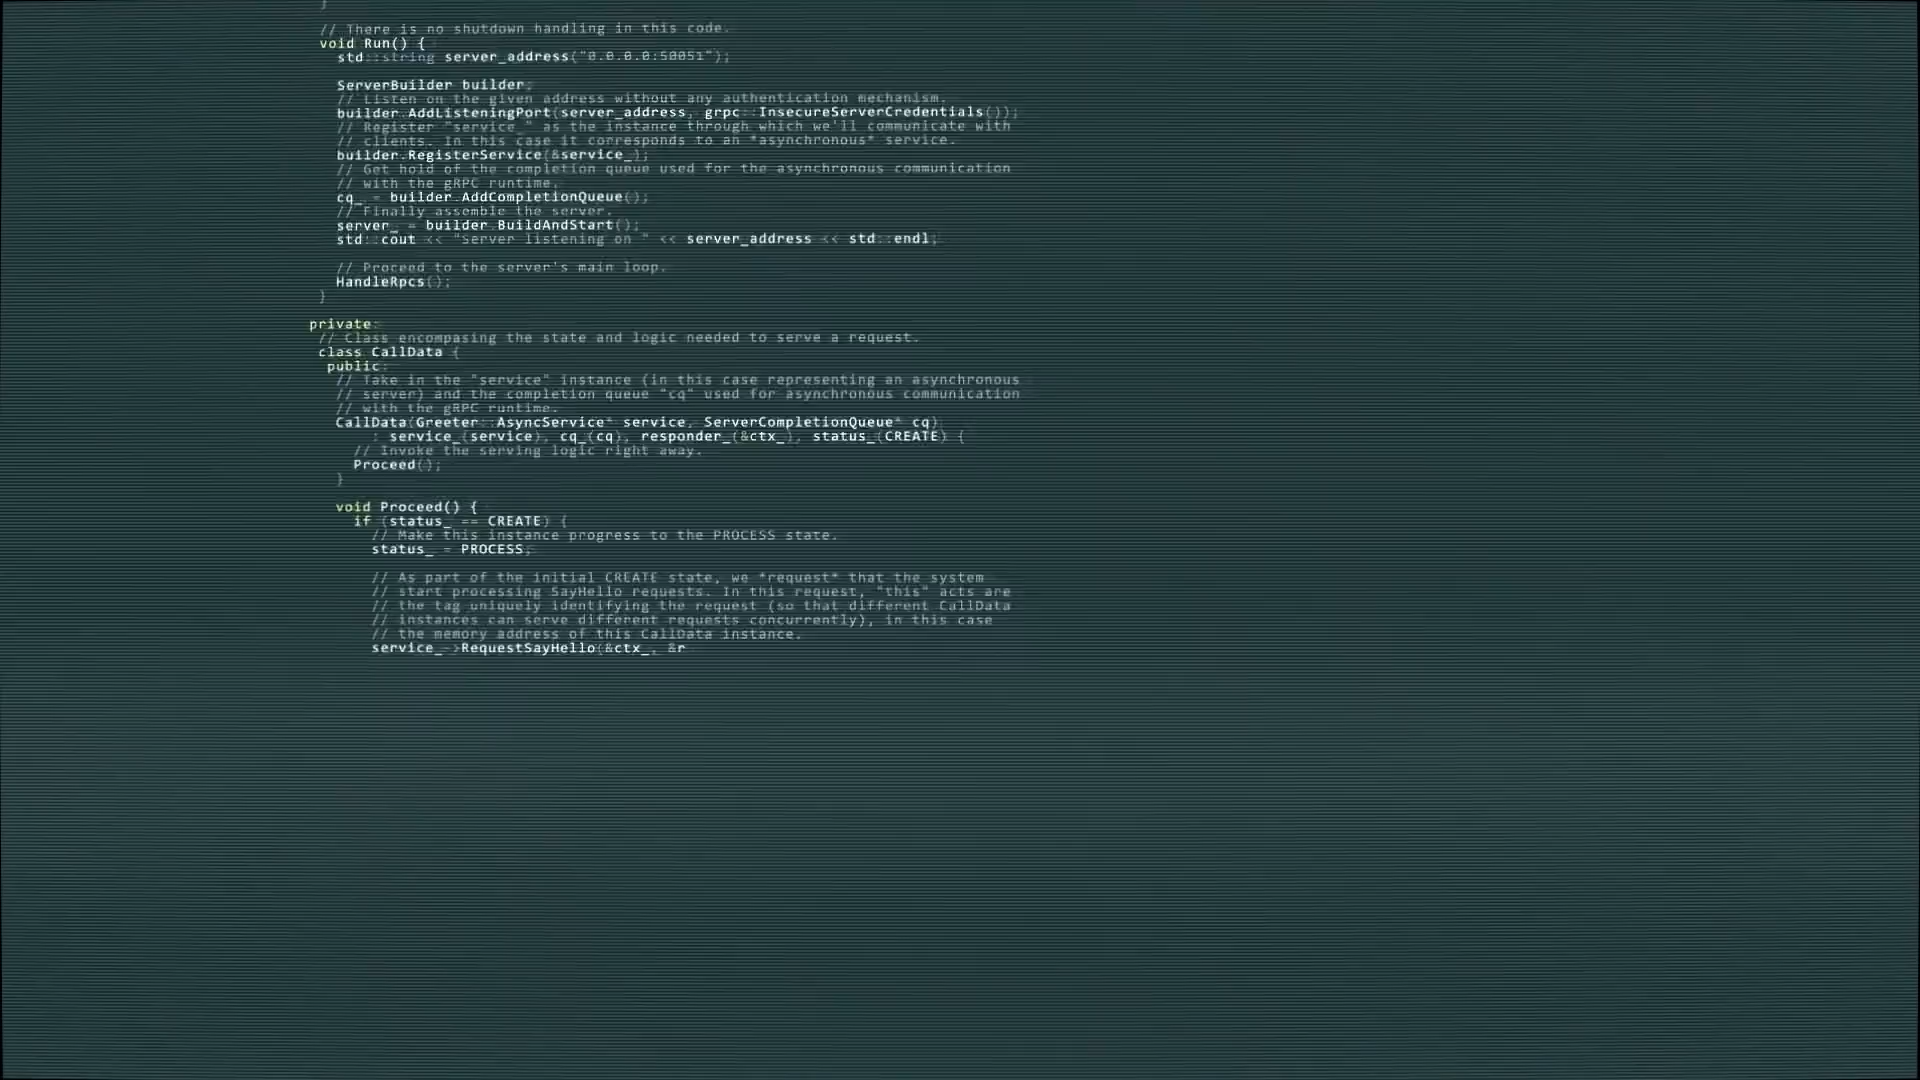 }
// There is no shutdown handling in this code.
void Run() {
std::string server_address("0.0.0.0:50051");
ServerBuilder builder;
// Listen on the given address without any authentication mechanism.
builder.AddListeningPort(server_address, grpc::InsecureServerCredentials());
// Register "service_" as the instance through which we'll communicate with
// clients. In this case it corresponds to an *asynchronous* service.
builder.RegisterService(&service_);
// Get hold of the completion queue used for the asynchronous communication
// with the gRPC runtime.
cq_ = builder.AddCompletionQueue();
// Finally assemble the server.
server_ = builder.BuildAndStart();
std::cout << "Server listening on " << server_address << std::endl;
// Proceed to the server's main loop.
HandleRpcs();
}
private:
// Class encompasing the state and logic needed to serve a request.
class CallData {
public:
// Take in the "service" instance (in this case representing an asynchronous
// server) and the completion queue "cq" used for asynchronous communication
// with the gRPC runtime.
CallData(Greeter::AsyncService* service, ServerCompletionQueue* cq)
: service_(service), cq_(cq), responder_(&ctx_), status_(CREATE) {
// Invoke the serving logic right away.
Proceed();
}
void Proceed() {
if (status_ == CREATE) {
// Make this instance progress to the PROCESS state.
status_ = PROCESS;
// As part of the initial CREATE state, we *request* that the system
// start processing SayHello requests. In this request, "this" acts are
// the tag uniquely identifying the request (so that different CallData
// instances can serve different requests concurrently), in this case
// the memory address of this CallData instance.
service_->RequestSayHello(&ctx_, &r